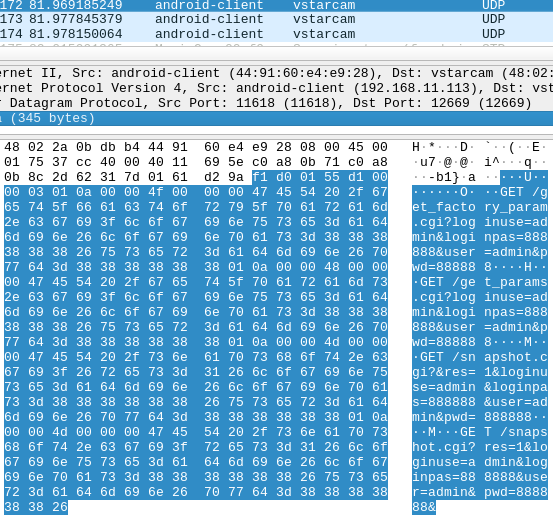 172 81.969185249 android-client vstarcam UDP
173 81.977845379 android-client vstarcam UDP
174 81.978150064 android-client vstarcam UDP
ernet II, Src: android-client (44:91:60:e4:e9:28), Dst: vstarcam (48:02:
ernet Protocol Version 4, Src: android-client (192.168.11.113), Dst: vst
r Datagram Protocol, Src Port: 11618 (11618), Dst Port: 12669 (12669)
a (345 bytes)
48 02 2a 0b db b4 44 91 60 e4 e9 28 08 00 45 00 H·*···D· `··(··E·
01 75 37 cc 40 00 40 11 69 5e c0 a8 0b 71 c0 a8 ·u7·@·@· i^···q··
0b 8c 2d 62 31 7d 01 61 d2 9a f1 d0 01 55 d1 00 ··-b1}·a ·····U··
00 03 01 0a 00 00 4f 00 00 00 47 45 54 20 2f 67 ······O· ··GET /g
65 74 5f 66 61 63 74 6f 72 79 5f 70 61 72 61 6d et_facto ry_param
2e 63 67 69 3f 6c 6f 67 69 6e 75 73 65 3d 61 64 .cgi?log inuse=ad
6d 69 6e 26 6c 6f 67 69 6e 70 61 73 3d 38 38 38 min&logi npas=888
38 38 38 26 75 73 65 72 3d 61 64 6d 69 6e 26 70 888&user =admin&p
77 64 3d 38 38 38 38 38 38 01 0a 00 00 48 00 00 wd=88888 8····H··
00 47 45 54 20 2f 67 65 74 5f 70 61 72 61 6d 73 ·GET /ge t_params
2e 63 67 69 3f 6c 6f 67 69 6e 75 73 65 3d 61 64 .cgi?log inuse=ad
6d 69 6e 26 6c 6f 67 69 6e 70 61 73 3d 38 38 38 min&logi npas=888
38 38 38 26 75 73 65 72 3d 61 64 6d 69 6e 26 70 888&user =admin&p
77 64 3d 38 38 38 38 38 38 01 0a 00 00 4d 00 00 wd=88888 8····M··
00 47 45 54 20 2f 73 6e 61 70 73 68 6f 74 2e 63 ·GET /sn apshot.c
67 69 3f 26 72 65 73 3d 31 26 6c 6f 67 69 6e 75 gi?&res= 1&loginu
73 65 3d 61 64 6d 69 6e 26 6c 6f 67 69 6e 70 61 se=admin &loginpa
73 3d 38 38 38 38 38 38 26 75 73 65 72 3d 61 64 s=888888 &user=ad
6d 69 6e 26 70 77 64 3d 38 38 38 38 38 38 01 0a min&pwd= 888888··
00 00 4d 00 00 00 47 45 54 20 2f 73 6e 61 70 73 ··M···GE T /snaps
68 6f 74 2e 63 67 69 3f 72 65 73 3d 31 26 6c 6f hot.cgi? res=1&lo
67 69 6e 75 73 65 3d 61 64 6d 69 6e 26 6c 6f 67 ginuse=a dmin&log
69 6e 70 61 73 3d 38 38 38 38 38 38 26 75 73 65 inpas=88 8888&use
72 3d 61 64 6d 69 6e 26 70 77 64 3d 38 38 38 38 r=admin& pwd=8888
38 38 26 88&